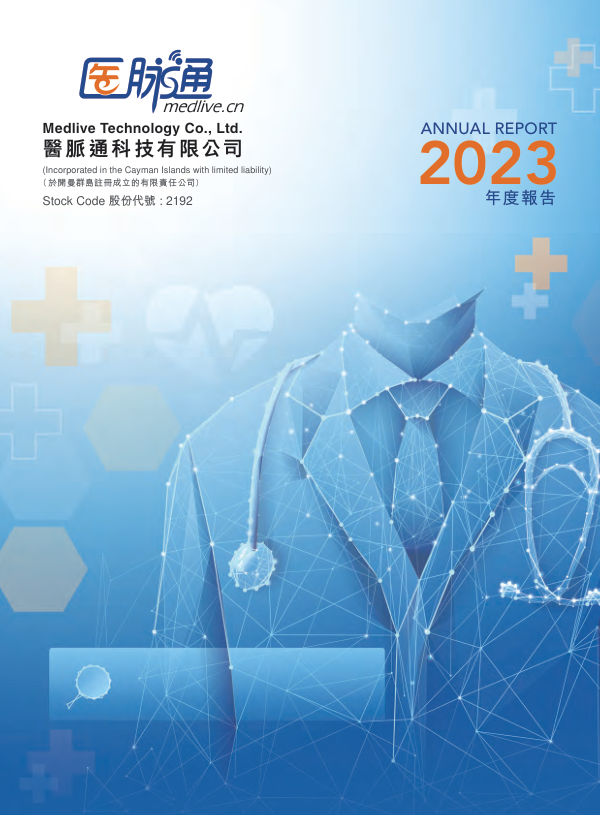 医脉通
medlive.cn
Medlive Technology Co., Ltd.
醫脈通科技有限公司
(Incorporated in the Cayman Islands with limited liability)
(於開曼群島註冊成立的有限責任公司)
Stock Code 股份代號 : 2192
ANNUAL REPORT
2023
年度報告